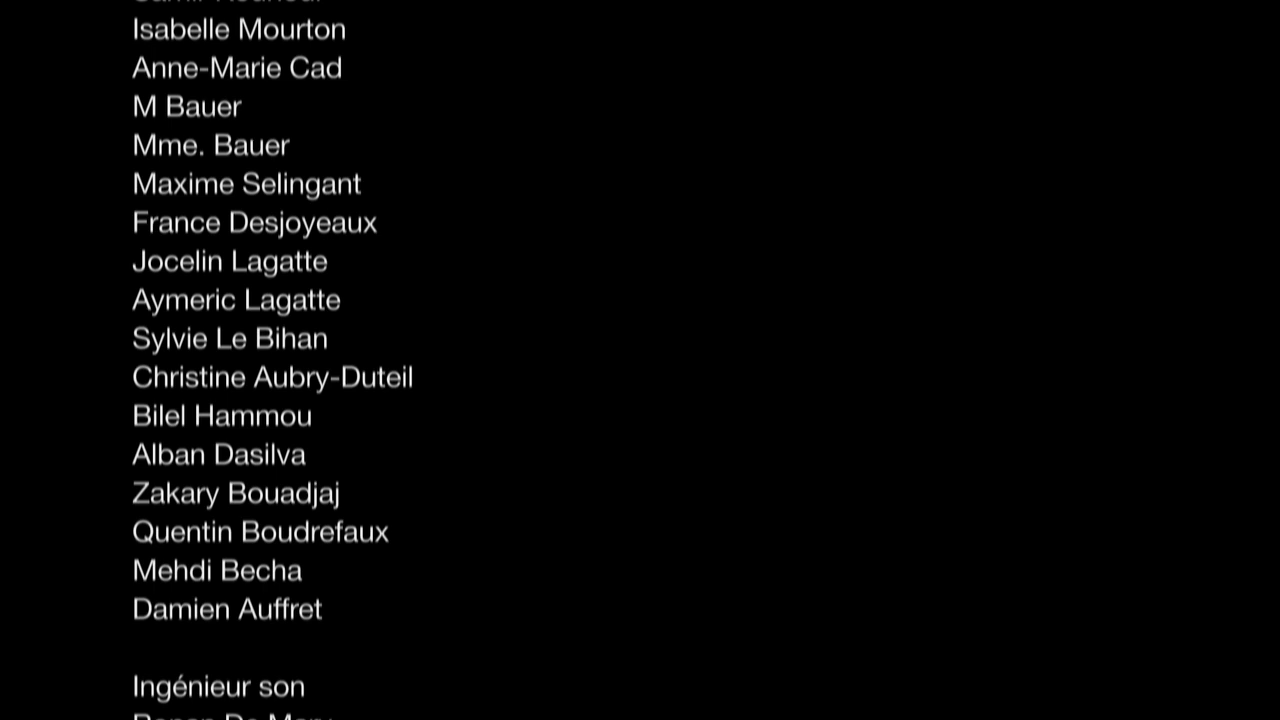 Isabelle Mourton
Anne-Marie Cad
M Bauer
Mme. Bauer
Maxime Selingant
France Desjoyeaux
Jocelin Lagatte
Aymeric Lagatte
Sylvie Le Bihan
Christine Aubry-Duteil
Bilel Hammou
Alban Dasilva
Zakary Bouadjaj
Quentin Boudrefaux
Mehdi Becha
Damien Auffret
Ingénieur son